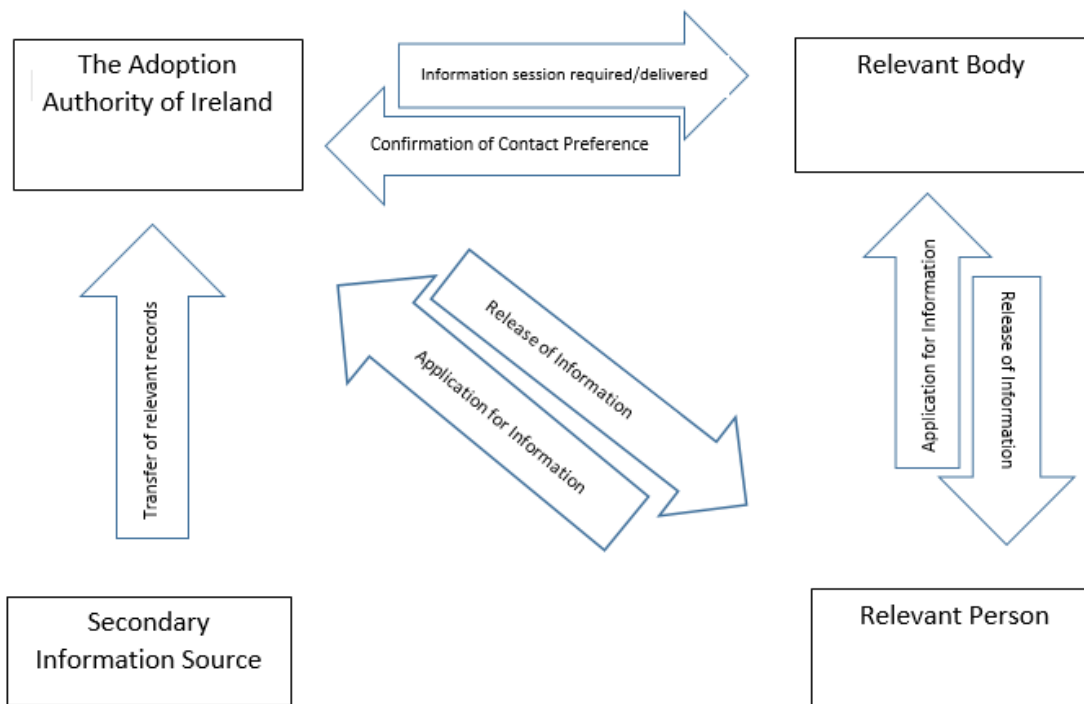 The Adoption
Authority of Ireland
Information session required/delivered
Confirmation of Contact Preference
Relevant Body
Transfer of relevant records
Release of Information
Application for Information
Application for Information
Release of Information
Secondary
Information Source
Relevant Person